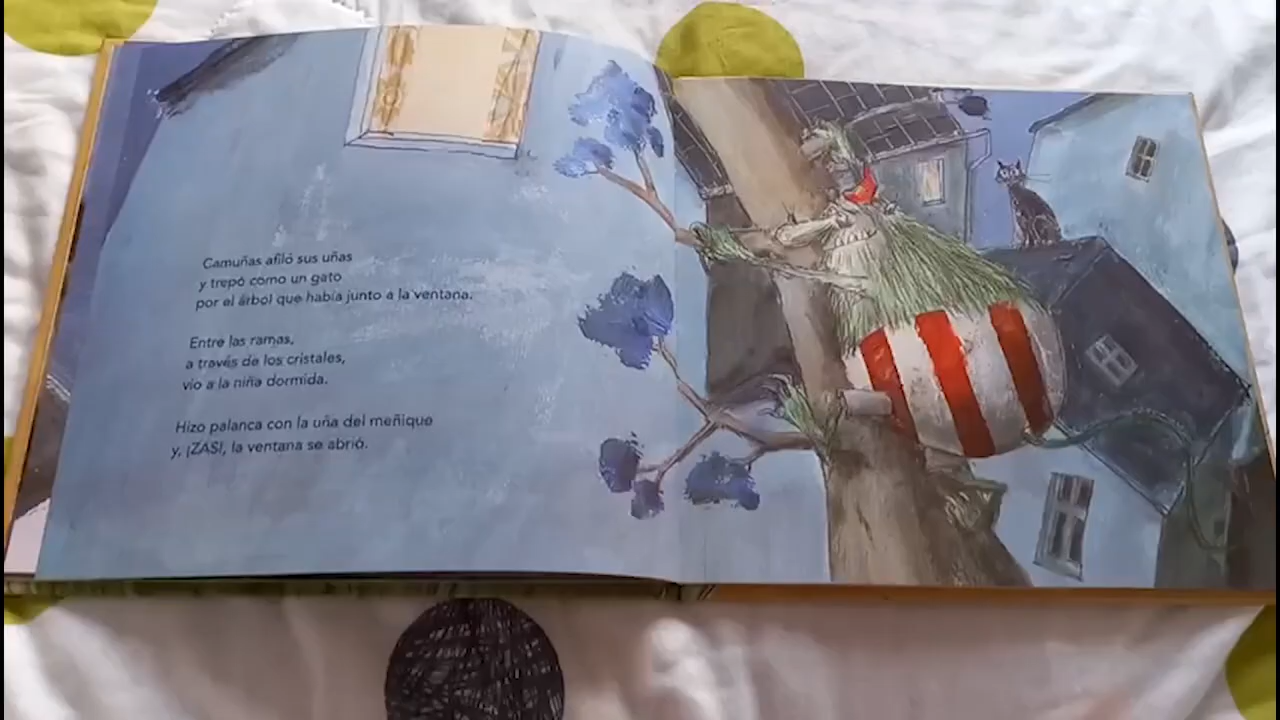 Camuñas afiló sus uñas
y trepó como un gato
por el árbol que había junto a la ventana.
Entre las ramas,
a través de los cristales,
vio a la niña dormida.
Hizo palanca con la uña del meñique
y, ¡ZAS!, la ventana se abrió.